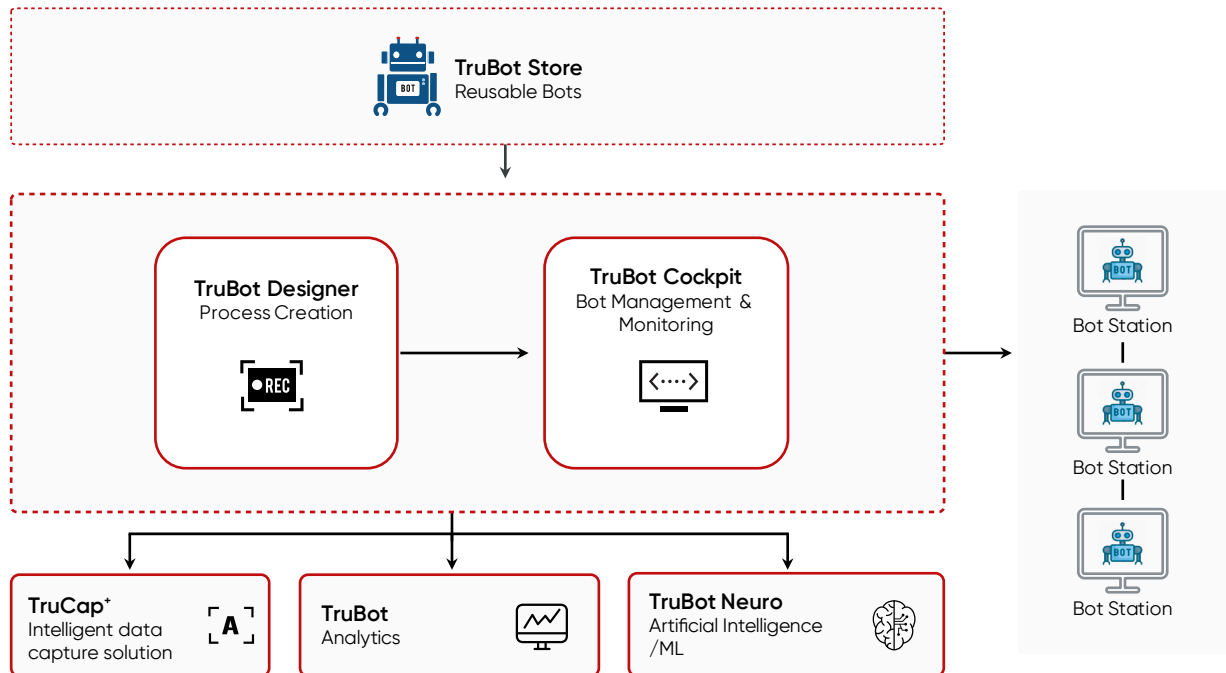 BOT
TruBot Store
Reusable Bots
TruBot Designer
Process Creation
REC
TruBot Cockpit
Bot Management &
Monitoring
BOT
Bot Station
BOT
Bot Station
BOT
Bot Station
TruCap⁺
Intelligent data
capture solution
A
TruBot
Analytics
TruBot Neuro
Artificial Intelligence
/ML